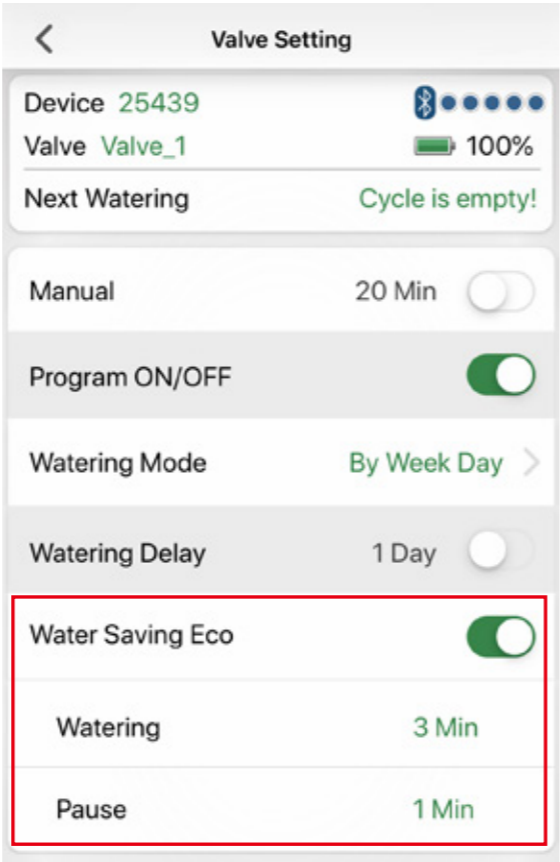 Valve Setting
Device 25439
Valve Valve_1 100%
Next Watering Cycle is empty!
Manual 20 Min
Program ON/OFF
Watering Mode By Week Day
Watering Delay 1 Day
Water Saving Eco
Watering 3 Min
Pause 1 Min